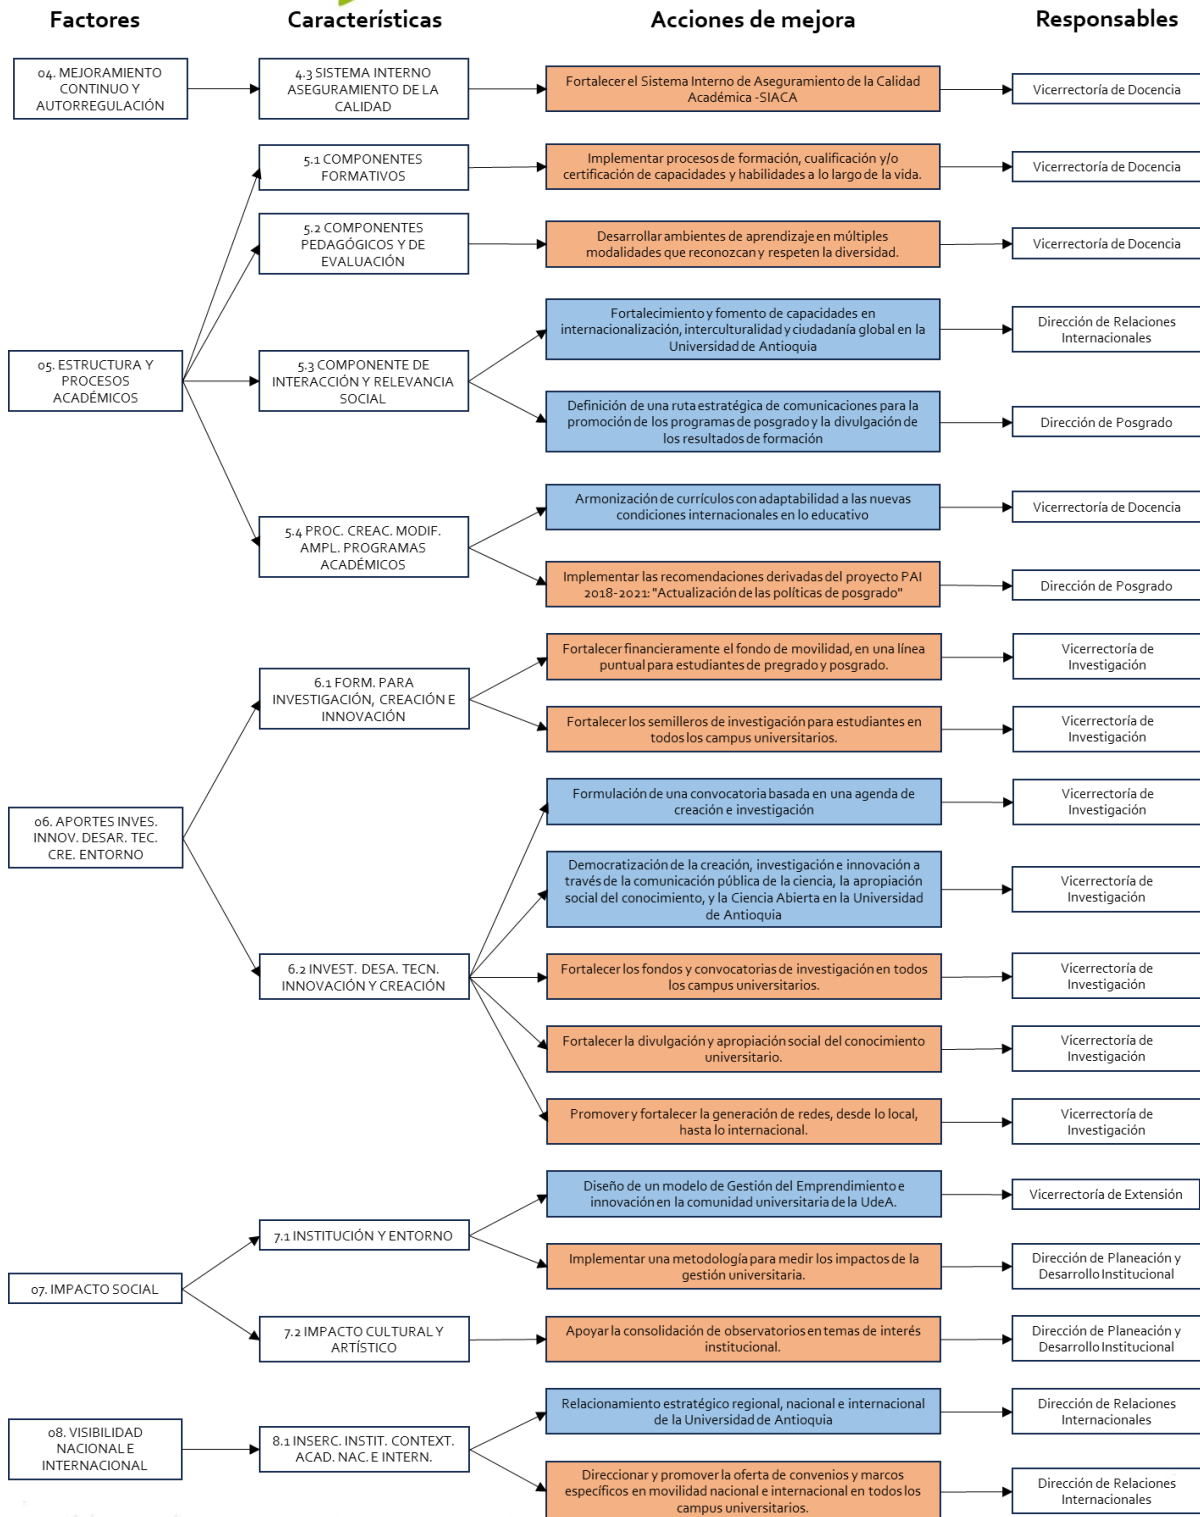 Factores
Características
Acciones de mejora
Responsables
04. MEJORAMIENTO
CONTINUO Y
AUTORREGULACIÓN
4.3 SISTEMA INTERNO
ASEGURAMIENTO DE LA
CALIDAD
Fortalecer el Sistema Interno de Aseguramiento de la Calidad
Académica -SIACA
Vicerrectoría de Docencia
5.1 COMPONENTES
FORMATIVOS
Implementar procesos de formación, cualificación y/o
certificación de capacidades y habilidades a lo largo de la vida.
Vicerrectoría de Docencia
5.2 COMPONENTES
PEDAGÓGICOS Y DE
EVALUACIÓN
Desarrollar ambientes de aprendizaje en múltiples
modalidades que reconozcan y respeten la diversidad.
Vicerrectoría de Docencia
05. ESTRUCTURA Y
PROCESOS
ACADÉMICOS
5.3 COMPONENTE DE
INTERACCIÓN Y RELEVANCIA
SOCIAL
Fortalecimiento y fomento de capacidades en
internacionalización, interculturalidad y ciudadanía global en la
Universidad de Antioquia
Dirección de Relaciones
Internacionales
Definición de una ruta estratégica de comunicaciones para la
promoción de los programas de posgrado y la divulgación de
los resultados de formación
Dirección de Posgrado
5.4 PROC. CREAC. MODIF.
AMPL. PROGRAMAS
ACADÉMICOS
Armonización de currículos con adaptabilidad a las nuevas
condiciones internacionales en lo educativo
Vicerrectoría de Docencia
Implementar las recomendaciones derivadas del proyecto PAI
2018-2021: "Actualización de las políticas de posgrado"
Dirección de Posgrado
6.1 FORM. PARA
INVESTIGACIÓN, CREACIÓN E
INNOVACIÓN
Fortalecer financieramente el fondo de movilidad, en una línea
puntual para estudiantes de pregrado y posgrado.
Vicerrectoría de
Investigación
Fortalecer los semilleros de investigación para estudiantes en
todos los campus universitarios.
Vicerrectoría de
Investigación
06. APORTES INVES.
INNOV. DESAR. TEC.
CRE. ENTORNO
Formulación de una convocatoria basada en una agenda de
creación e investigación
Vicerrectoría de
Investigación
Democratización de la creación, investigación e innovación a
través de la comunicación pública de la ciencia, la apropiación
social del conocimiento, y la Ciencia Abierta en la Universidad
de Antioquia
Vicerrectoría de
Investigación
6.2 INVEST. DESA. TECN.
INNOVACIÓN Y CREACIÓN
Fortalecer los fondos y convocatorias de investigación en todos
los campus universitarios.
Vicerrectoría de
Investigación
Fortalecer la divulgación y apropiación social del conocimiento
universitario.
Vicerrectoría de
Investigación
Promover y fortalecer la generación de redes, desde lo local,
hasta lo internacional.
Vicerrectoría de
Investigación
07. IMPACTO SOCIAL
7.1 INSTITUCIÓN Y ENTORNO
Diseño de un modelo de Gestión del Emprendimiento e
innovación en la comunidad universitaria de la UdeA.
Vicerrectoría de Extensión
Implementar una metodología para medir los impactos de la
gestión universitaria.
Dirección de Planeación y
Desarrollo Institucional
7.2 IMPACTO CULTURAL Y
ARTÍSTICO
Apoyar la consolidación de observatorios en temas de interés
institucional.
Dirección de Planeación y
Desarrollo Institucional
08. VISIBILIDAD
NACIONAL E
INTERNACIONAL
8.1 INSERC. INSTIT. CONTEXT.
ACAD. NAC. E INTERN.
Relacionamiento estratégico regional, nacional e internacional
de la Universidad de Antioquia
Dirección de Relaciones
Internacionales
Direccionar y promover la oferta de convenios y marcos
específicos en movilidad nacional e internacional en todos los
campus universitarios.
Dirección de Relaciones
Internacionales